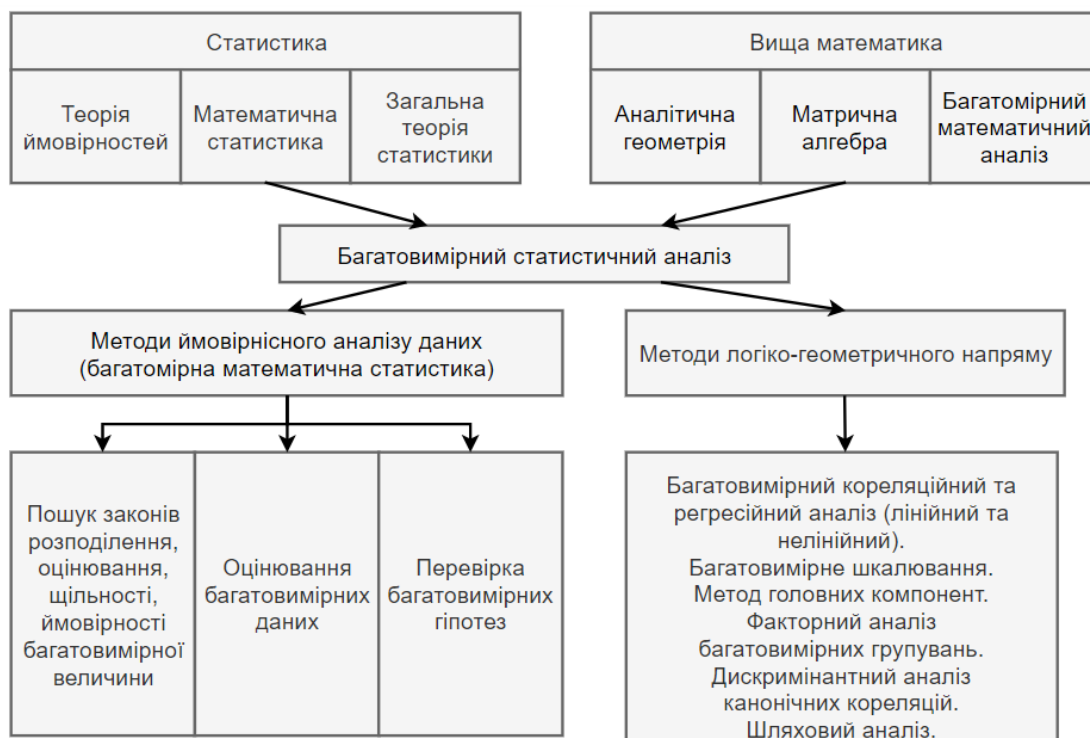 Статистика
Теорія
ймовірностей
Математична
статистика
Загальна
теорія
статистики
Вища математика
Аналітична
геометрія
Матрична
алгебра
Багатомірний
математичний
аналіз
Багатовимірний статистичний аналіз
Методи ймовірнісного аналізу даних
(багатомірна математична статистика)
Методи логіко-геометричного напряму
Пошук законів
розподілення,
оцінювання,
щільності,
ймовірності
багатовимірної
величини
Оцінювання
багатовимірних
даних
Перевірка
багатовимірних
гіпотез
Багатовимірний кореляційний та
регресійний аналіз (лінійний та
нелінійний).
Багатовимірне шкалювання.
Метод головних компонент.
Факторний аналіз
багатовимірних групувань.
Дискримінантний аналіз
канонічних кореляцій.
Шляховий аналіз.